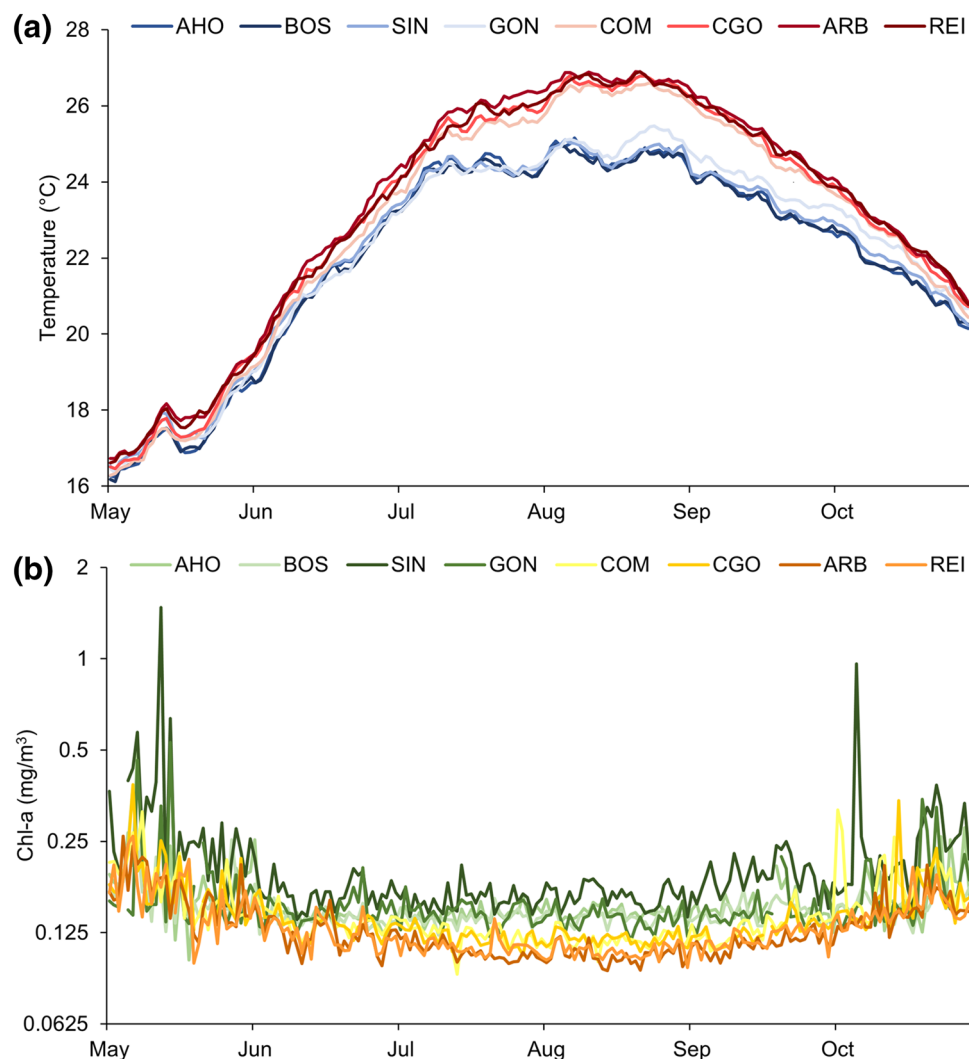 (a)
AHO BOS SIN GON COM CGO ARB REI
28
26
24
22
20
18
16
Temperature (°C)
May Jun Jul Aug Sep Oct
(b)
AHO BOS SIN GON COM CGO ARB REI
2
1
0.5
0.25
0.125
0.0625
Chl-a (mg/m³)
May Jun Jul Aug Sep Oct